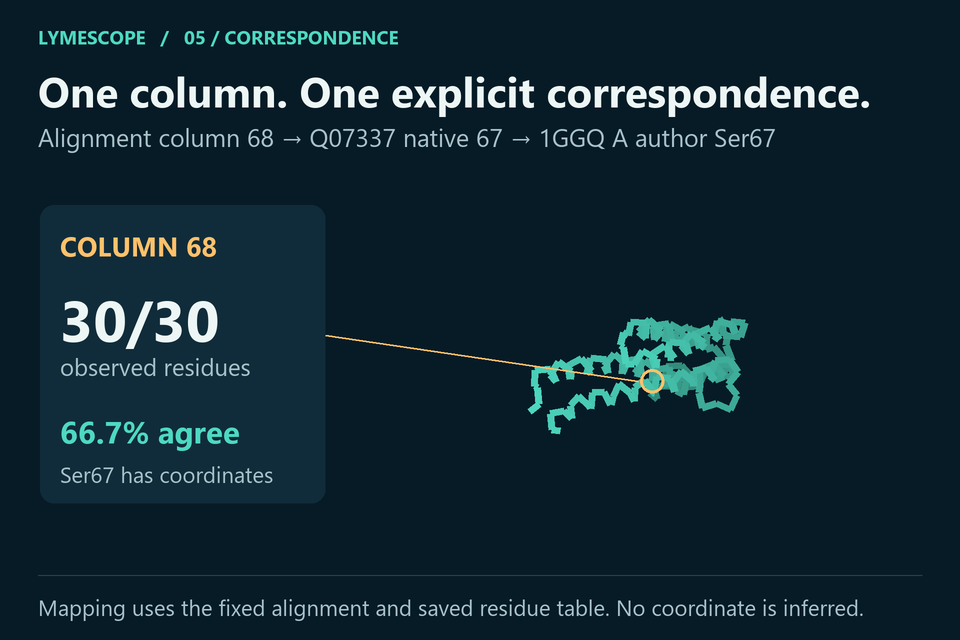 LYMESCOPE / 05 / CORRESPONDENCE
One column. One explicit correspondence.
Alignment column 68 → Q07337 native 67 → 1GGQ A author Ser67
COLUMN 68
30/30
observed residues
66.7% agree
Ser67 has coordinates
Mapping uses the fixed alignment and saved residue table. No coordinate is inferred.